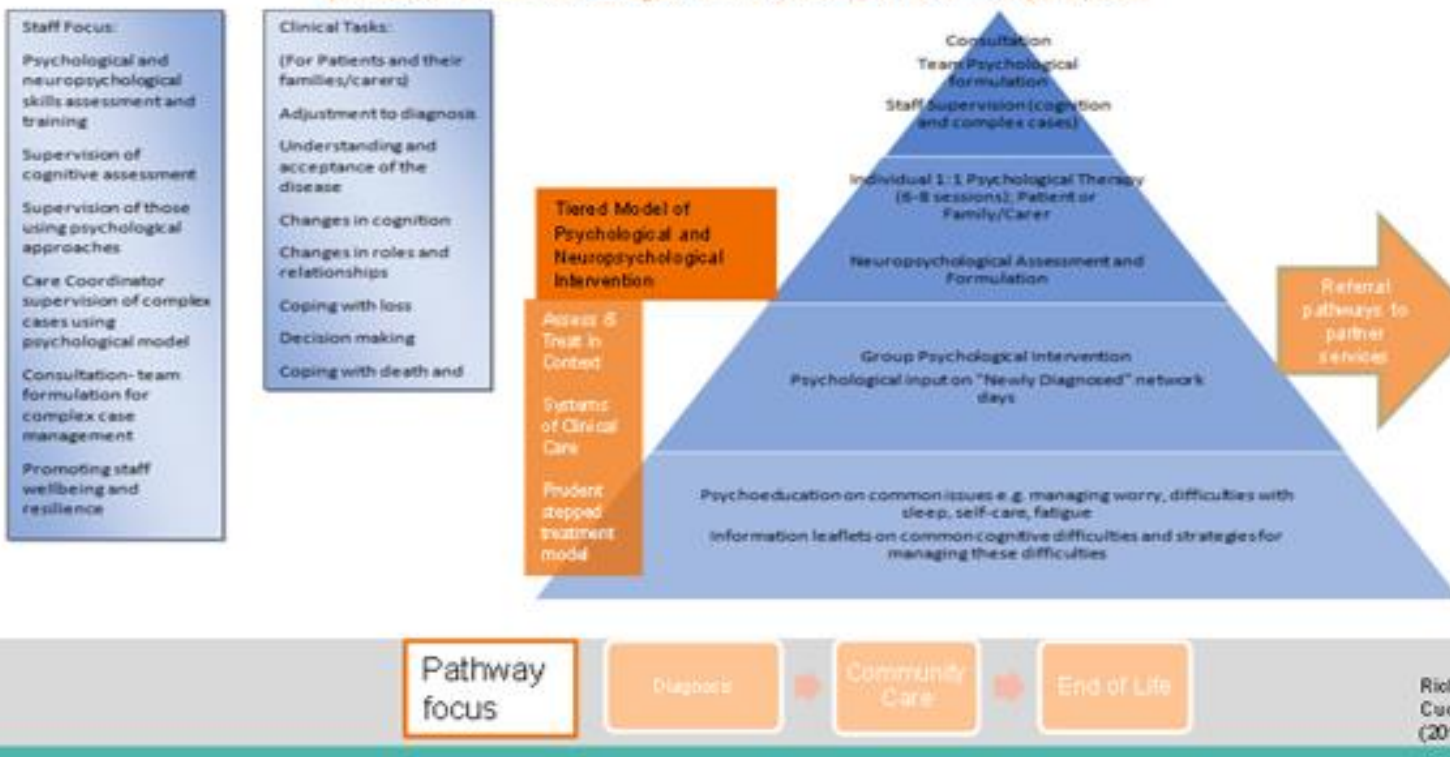 Staff Focus:
Psychological and
neuropsychological
skills assessment and
training
Supervision of
cognitive assessment
Supervision of those
using psychological
approaches
Care Coordinator
supervision of complex
cases using
psychological model
Consultation- team
formulation for
complex case
management
Promoting staff
wellbeing and
resilience
Clinical Tasks:
(For Patients and their
families/carers)
Adjustment to diagnosis
Understanding and
acceptance of the
disease
Changes in cognition
Changes in roles and
relationships
Coping with loss
Decision making
Coping with death and
Tiered Model of
Psychological and
Neuropsychological
Intervention
Assess &
Treat in
Context
Systems
of Clinical
Care
Prudent
stepped
treatment
model
Consultation
Team Psychological
formulation
Staff Supervision (cognition
and complex cases)
Individual 1:1 Psychological Therapy
(6-8 sessions); Patient or
Family/Carer
Neuropsychological Assessment and
Formulation
Group Psychological Intervention
Psychological input on "Newly Diagnosed" network
days
Psychoeducation on common issues e.g. managing worry, difficulties with
sleep, self-care, fatigue
Information leaflets on common cognitive difficulties and strategies for
managing these difficulties
Referral
pathways to
partner
services
Pathway
focus
Diagnosis
Community
Care
End of Life